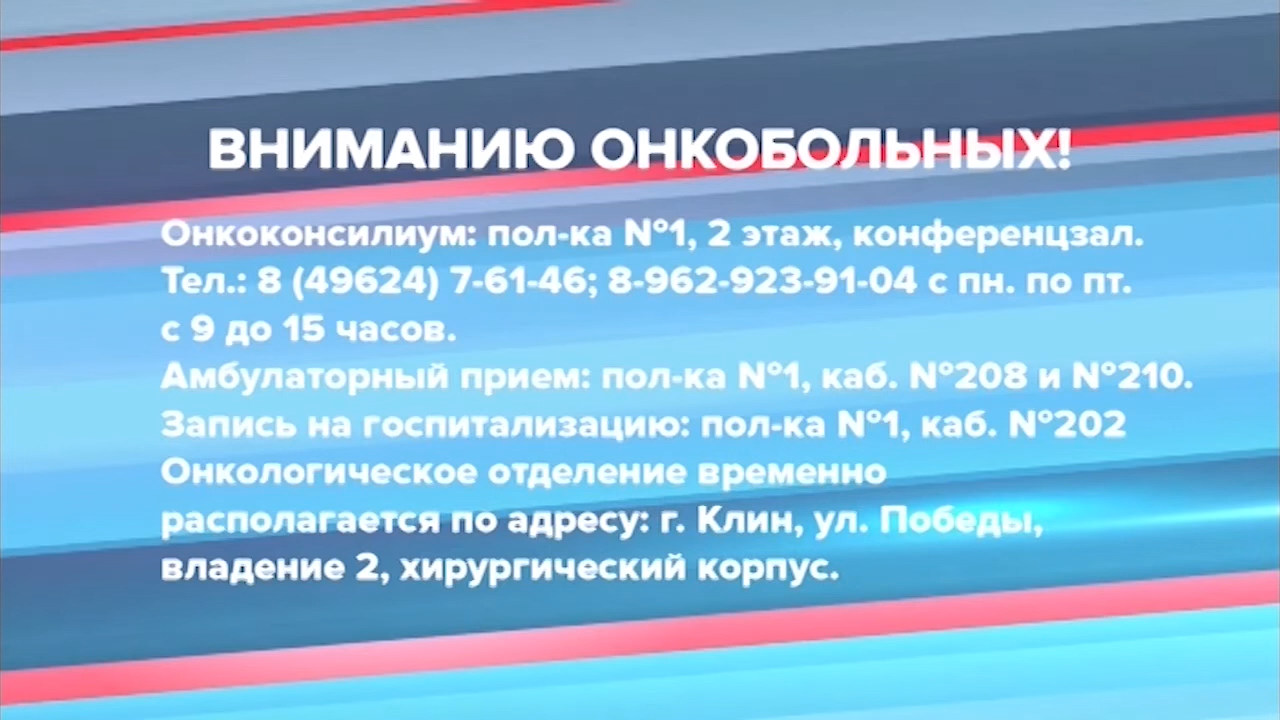 ВНИМАНИЮ ОНКОБОЛЬНЫХ!
Онкоконсилиум: пол-ка №1, 2 этаж, конференцзал.
Тел.: 8 (49624) 7-61-46; 8-962-923-91-04 с пн. по пт.
с 9 до 15 часов.
Амбулаторный прием: пол-ка №1, каб. №208 и №210.
Запись на госпитализацию: пол-ка №1, каб. №202
Онкологическое отделение временно
располагается по адресу: г. Клин, ул. Победы,
владение 2, хирургический корпус.